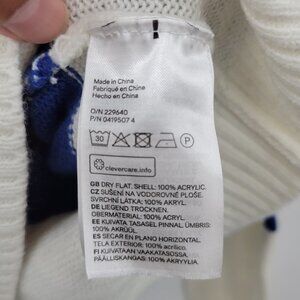 Made in China
Fabriqué en Chine
Hecho en China
O/N 229640
P/N 0419507 4
30
P
clevercare.info
GB DRY FLAT, SHELL: 100% ACRYLIC.
CZ SUŠENÍ NA VODOROVNÉ PLOŠE.
SVRCHNÍ LÁTKA: 100% AKRYL.
DE LIEGEND TROCKNEN.
OBERMATERIAL: 100% ACRYL.
EE KUIVATA TASASEL PINNAL, ÜMBRIS:
100% AKRÜÜL.
ES SECAR EN PLANO HORIZONTAL.
TELA EXTERIOR: 100% acrílico.
FI KUIVATAAN VAAKATASOSSA.
PÄÄLLISKANGAS: 100% AKRYYLIA